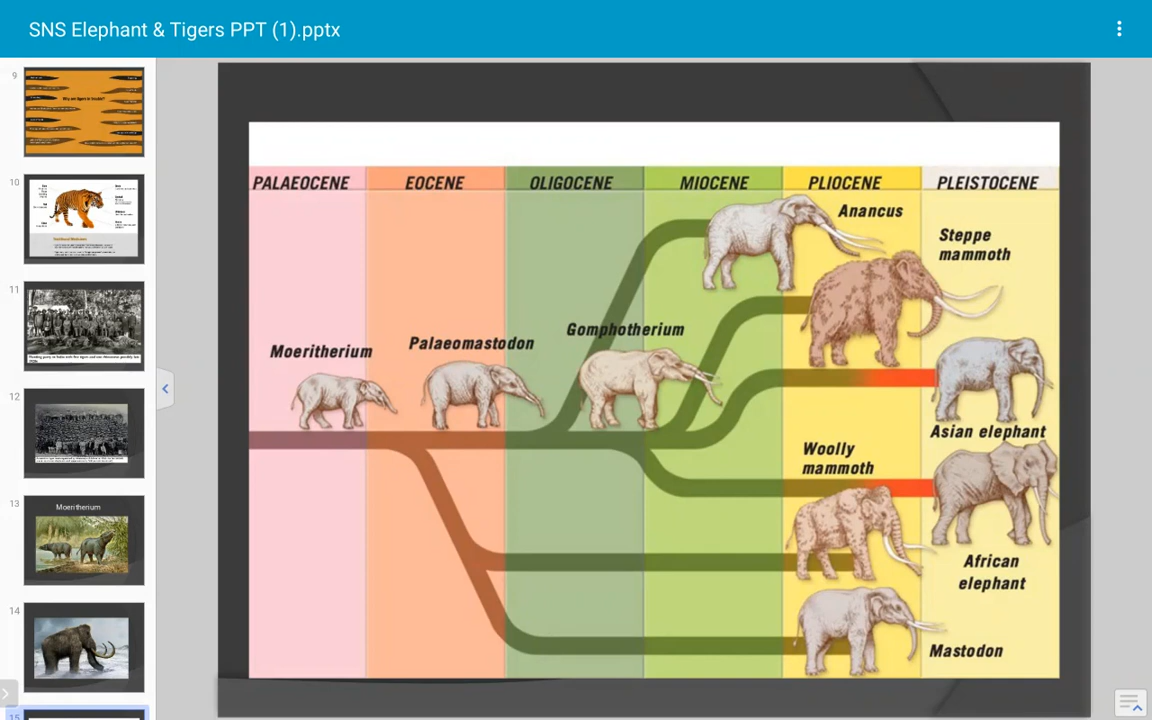 SNS Elephant & Tigers PPT (1).pptx
9
10
11
12
13
Moeritherium
14
15
PALAEOCENE
EOCENE
OLIGOCENE
MIOCENE
PLIOCENE
PLEISTOCENE
Anancus
Steppe
mammoth
Gomphotherium
Palaeomastodon
Moeritherium
Asian elephant
Woolly
mammoth
African
elephant
Mastodon